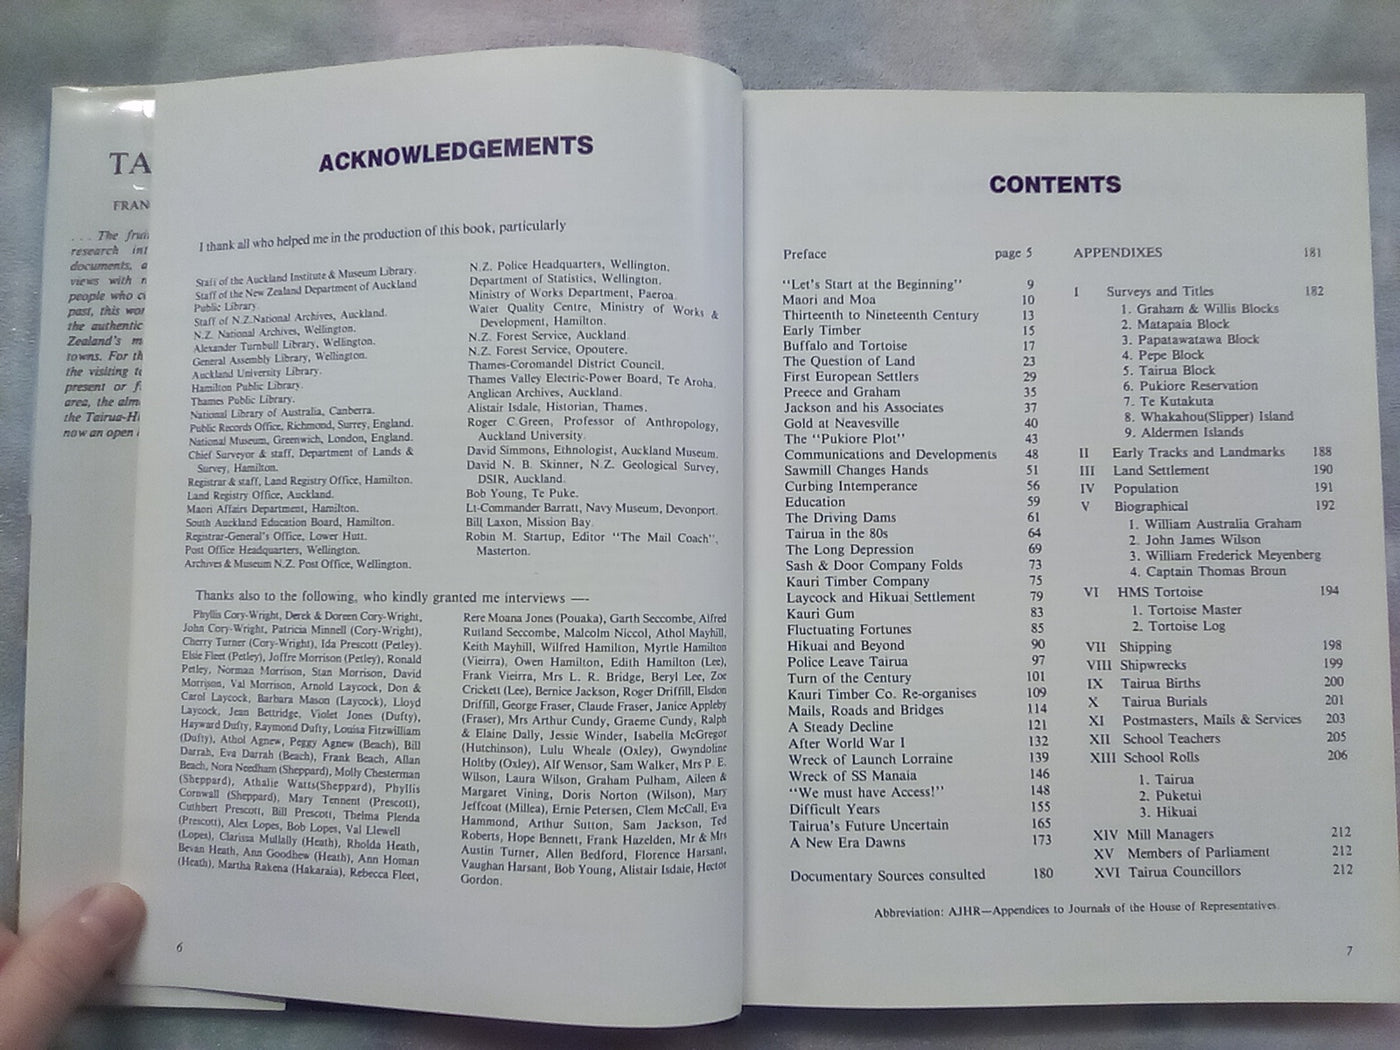 TA
FRAN
. . . The frui
research int
documents, a
views with n
people who c
past, this wor
the authentic
Zealand's m
towns. For th
the visiting t
present or f
area, the alm
the Tairua-Hi
now an open
ACKNOWLEDGEMENTS
I thank all who helped me in the production of this book, particularly
Staff of the Auckland Institute & Museum Library.
Staff of the New Zealand Department of Auckland
Public Library.
Staff of N.Z.National Archives, Auckland.
N.Z. National Archives, Wellington.
Alexander Turnbull Library, Wellington.
General Assembly Library, Wellington.
Auckland University Library.
Hamilton Public Library.
Thames Public Library.
National Library of Australia, Canberra.
Public Records Office, Richmond, Surrey, England.
National Museum, Greenwich, London, England.
Chief Surveyor & staff, Department of Lands &
Survey, Hamilton.
Registrar & staff, Land Registry Office, Hamilton.
Land Registry Office, Auckland.
Maori Affairs Department, Hamilton.
South Auckland Education Board, Hamilton.
Registrar-General's Office, Lower Hutt.
Post Office Headquarters, Wellington.
Archives & Museum N.Z. Post Office, Wellington.
N.Z. Police Headquarters, Wellington.
Department of Statistics, Wellington.
Ministry of Works Department, Paeroa.
Water Quality Centre, Ministry of Works &
Development, Hamilton.
N.Z. Forest Service, Auckland.
N.Z. Forest Service, Opoutere.
Thames-Coromandel District Council.
Thames Valley Electric-Power Board, Te Aroha.
Anglican Archives, Auckland.
Alistair Isdale, Historian, Thames.
Roger C.Green, Professor of Anthropology,
Auckland University.
David Simmons, Ethnologist, Auckland Museum.
David N. B. Skinner, N.Z. Geological Survey,
DSIR, Auckland.
Bob Young, Te Puke.
Lt-Commander Barratt, Navy Museum, Devonport.
Bill Laxon, Mission Bay.
Robin M. Startup, Editor "The Mail Coach",
Masterton.
Thanks also to the following, who kindly granted me interviews —-
Phyllis Cory-Wright, Derek & Doreen Cory-Wright,
John Cory-Wright, Patricia Minnell (Cory-Wright),
Cherry Turner (Cory-Wright), Ida Prescott (Petley).
Elsie Fleet (Petley), Joffre Morrison (Petley), Ronald
Petley, Norman Morrison, Stan Morrison, David
Morrison, Val Morrison, Arnold Laycock, Don &
Carol Laycock, Barbara Mason (Laycock), Lloyd
Laycock, Jean Bettridge, Violet Jones (Dufty),
Hayward Dufty, Raymond Dufty, Louisa Fitzwilliam
(Dufty), Athol Agnew, Peggy Agnew (Beach), Bill
Darrah, Eva Darrah (Beach), Frank Beach, Allan
Beach, Nora Needham (Sheppard), Molly Chesterman
(Sheppard), Athalie Watts(Sheppard), Phyllis
Cornwall (Sheppard), Mary Tennent (Prescott),
Cuthbert Prescott, Bill Prescott, Thelma Plenda
(Prescott), Alex Lopes, Bob Lopes, Val Llewell
(Lopes), Clarissa Mullally (Heath), Rholda Heath,
Bevan Heath, Ann Goodhew (Heath), Ann Homan
(Heath), Martha Rakena (Hakaraia), Rebecca Fleet,
Rere Moana Jones (Pouaka), Garth Seccombe, Alfred
Rutland Seccombe, Malcolm Niccol, Athol Mayhill,
Keith Mayhill, Wilfred Hamilton, Myrtle Hamilton
(Vieirra), Owen Hamilton, Edith Hamilton (Lee),
Frank Vieirra, Mrs L. R. Bridge, Beryl Lee, Zoe
Crickett (Lee), Bernice Jackson, Roger Driffill, Elsdon
Driffill, George Fraser, Claude Fraser, Janice Appleby
(Fraser), Mrs Arthur Cundy, Graeme Cundy, Ralph
& Elaine Dally, Jessie Winder, Isabella McGregor
(Hutchinson), Lulu Wheale (Oxley), Gwyndoline
Holtby (Oxley), Alf Wensor, Sam Walker, Mrs P. E.
Wilson, Laura Wilson, Graham Pulham, Aileen &
Margaret Vining, Doris Norton (Wilson), Mary
Jeffcoat (Millea), Ernie Petersen, Clem McCall, Eva
Hammond, Arthur Sutton, Sam Jackson, Ted
Roberts, Hope Bennett, Frank Hazelden, Mr & Mrs
Austin Turner, Allen Bedford, Florence Harsant,
Vaughan Harsant, Bob Young, Alistair Isdale, Hector
Gordon.
6
CONTENTS
Preface page 5
"Let's Start at the Beginning" 9
Maori and Moa 10
Thirteenth to Nineteenth Century 13
Early Timber 15
Buffalo and Tortoise 17
The Question of Land 23
First European Settlers 29
Preece and Graham 35
Jackson and his Associates 37
Gold at Neavesville 40
The "Pukiore Plot" 43
Communications and Developments 48
Sawmill Changes Hands 51
Curbing Intemperance 56
Education 59
The Driving Dams 61
Tairua in the 80s 64
The Long Depression 69
Sash & Door Company Folds 73
Kauri Timber Company 75
Laycock and Hikuai Settlement 79
Kauri Gum 83
Fluctuating Fortunes 85
Hikuai and Beyond 90
Police Leave Tairua 97
Turn of the Century 101
Kauri Timber Co. Re-organises 109
Mails, Roads and Bridges 114
A Steady Decline 121
After World War I 132
Wreck of Launch Lorraine 139
Wreck of SS Manaia 146
"We must have Access!" 148
Difficult Years 155
Tairua's Future Uncertain 165
A New Era Dawns 173
Documentary Sources consulted 180
APPENDIXES 181
I Surveys and Titles 182
1. Graham & Willis Blocks
2. Matapaia Block
3. Papatawatawa Block
4. Pepe Block
5. Tairua Block
6. Pukiore Reservation
7. Te Kutakuta
8. Whakahou(Slipper) Island
9. Aldermen Islands
II Early Tracks and Landmarks 188
III Land Settlement 190
IV Population 191
V Biographical 192
1. William Australia Graham
2. John James Wilson
3. William Frederick Meyenberg
4. Captain Thomas Broun
VI HMS Tortoise 194
1. Tortoise Master
2. Tortoise Log
VII Shipping 198
VIII Shipwrecks 199
IX Tairua Births 200
X Tairua Burials 201
XI Postmasters, Mails & Services 203
XII School Teachers 205
XIII School Rolls 206
1. Tairua
2. Puketui
3. Hikuai
XIV Mill Managers 212
XV Members of Parliament 212
XVI Tairua Councillors 212
Abbreviation: AJHR—Appendices to Journals of the House of Representatives.
7